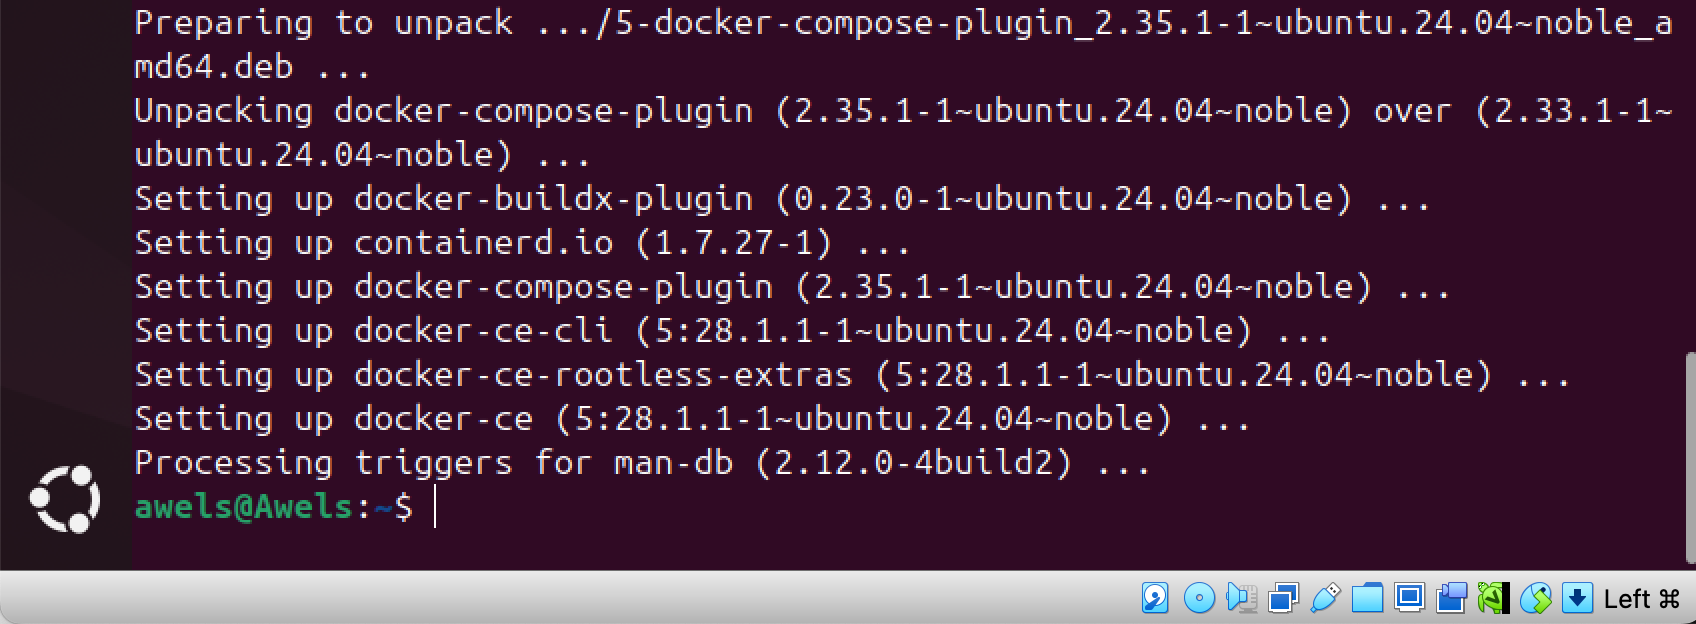 Preparing to unpack .../5-docker-compose-plugin_2.35.1-1~ubuntu.24.04~noble_a
md64.deb ...
Unpacking docker-compose-plugin (2.35.1-1~ubuntu.24.04~noble) over (2.33.1-1~
ubuntu.24.04~noble) ...
Setting up docker-buildx-plugin (0.23.0-1~ubuntu.24.04~noble) ...
Setting up containerd.io (1.7.27-1) ...
Setting up docker-compose-plugin (2.35.1-1~ubuntu.24.04~noble) ...
Setting up docker-ce-cli (5:28.1.1-1~ubuntu.24.04~noble) ...
Setting up docker-ce-rootless-extras (5:28.1.1-1~ubuntu.24.04~noble) ...
Setting up docker-ce (5:28.1.1-1~ubuntu.24.04~noble) ...
Processing triggers for man-db (2.12.0-4build2) ...
awels@Awels:~$
Left ⌘